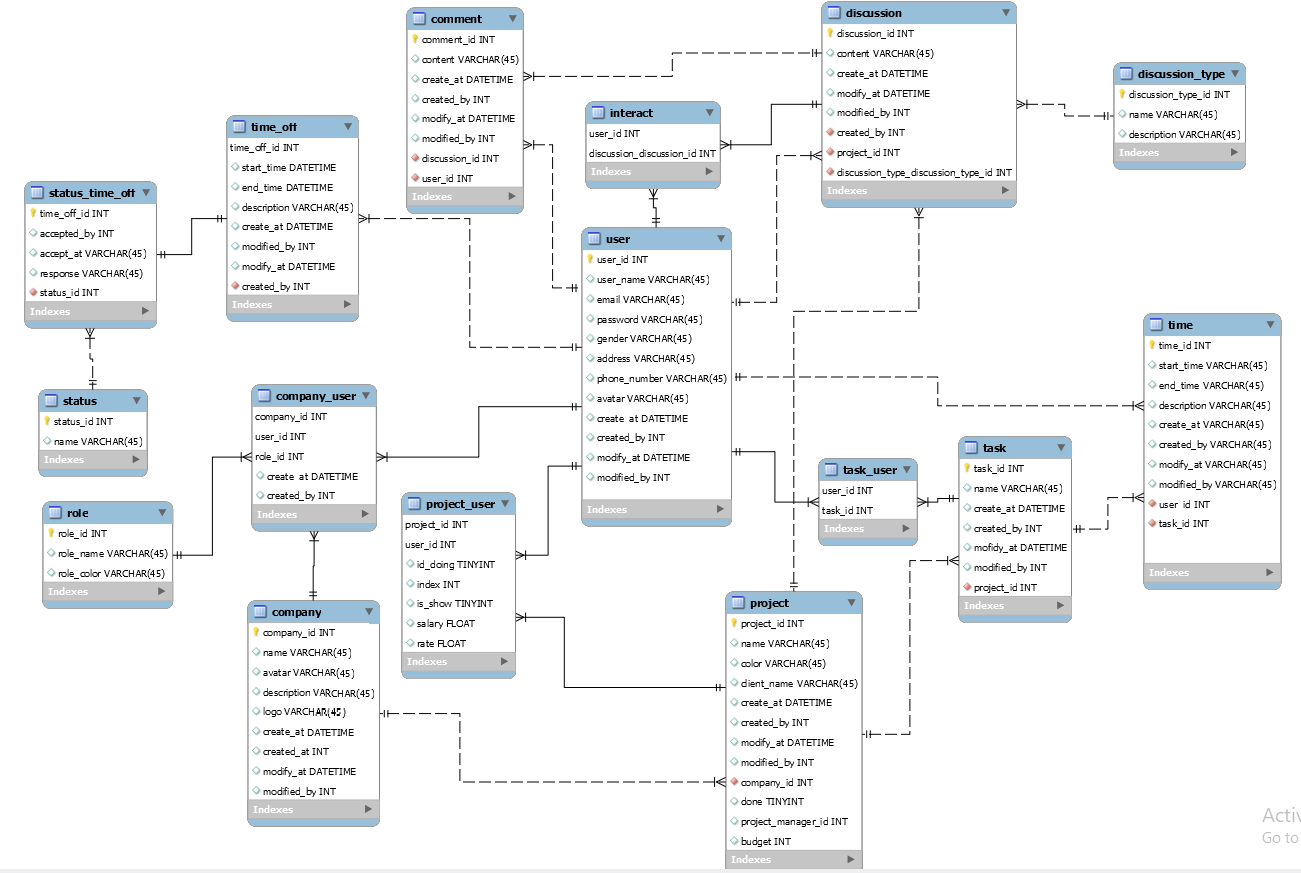 comment
comment_id INT
content VARCHAR(45)
create_at DATETIME
created_by INT
modify_at DATETIME
modified_by INT
discussion_id INT
user_id INT
Indexes
discussion
discussion_id INT
content VARCHAR(45)
create_at DATETIME
modify_at DATETIME
modified_by INT
created_by INT
project_id INT
discussion_type_discussion_type_id INT
Indexes
discussion_type
discussion_type_id INT
name VARCHAR(45)
description VARCHAR(45)
Indexes
interact
user_id INT
discussion_discussion_id INT
Indexes
time_off
time_off_id INT
start_time DATETIME
end_time DATETIME
description VARCHAR(45)
create_at DATETIME
modified_by INT
modify_at DATETIME
created_by INT
Indexes
status_time_off
time_off_id INT
accepted_by INT
accept_at VARCHAR(45)
response VARCHAR(45)
status_id INT
Indexes
user
user_id INT
user_name VARCHAR(45)
email VARCHAR(45)
password VARCHAR(45)
gender VARCHAR(45)
address VARCHAR(45)
phone_number VARCHAR(45)
avatar VARCHAR(45)
create_at DATETIME
created_by INT
modify_at DATETIME
modified_by INT
Indexes
time
time_id INT
start_time VARCHAR(45)
end_time VARCHAR(45)
description VARCHAR(45)
create_at VARCHAR(45)
created_by VARCHAR(45)
modify_at VARCHAR(45)
modified_by VARCHAR(45)
user_id INT
task_id INT
Indexes
status
status_id INT
name VARCHAR(45)
Indexes
company_user
company_id INT
user_id INT
role_id INT
create_at DATETIME
created_by INT
Indexes
task
task_id INT
name VARCHAR(45)
create_at DATETIME
created_by INT
mofidy_at DATETIME
modified_by INT
project_id INT
Indexes
task_user
user_id INT
task_id INT
Indexes
project_user
project_id INT
user_id INT
id_doing TINYINT
index INT
is_show TINYINT
salary FLOAT
rate FLOAT
Indexes
role
role_id INT
role_name VARCHAR(45)
role_color VARCHAR(45)
Indexes
company
company_id INT
name VARCHAR(45)
avatar VARCHAR(45)
description VARCHAR(45)
logo VARCHAR(45)
create_at DATETIME
created_at INT
modify_at DATETIME
modified_by INT
Indexes
project
project_id INT
name VARCHAR(45)
color VARCHAR(45)
client_name VARCHAR(45)
create_at DATETIME
created_by INT
modify_at DATETIME
modified_by INT
company_id INT
done TINYINT
project_manager_id INT
budget INT
Indexes
Activ
Go to